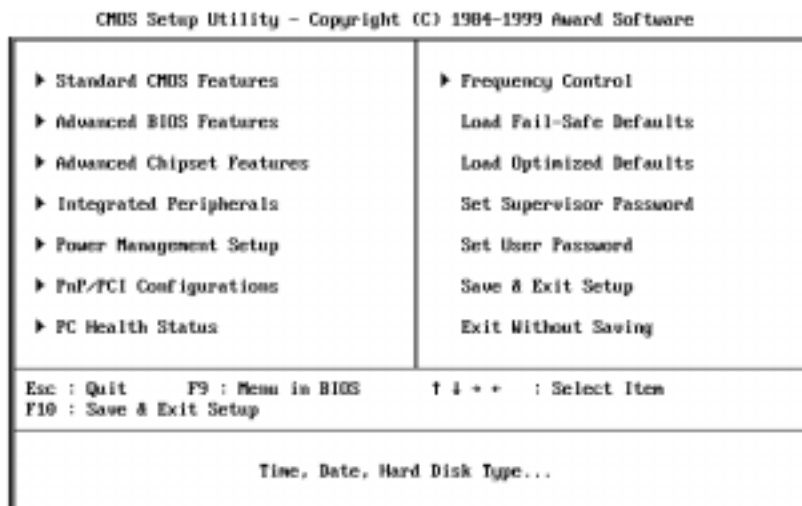 CMOS Setup Utility - Copyright (C) 1984-1999 Award Software
▶ Standard CMOS Features
▶ Advanced BIOS Features
▶ Advanced Chipset Features
▶ Integrated Peripherals
▶ Power Management Setup
▶ PnP/PCI Configurations
▶ PC Health Status
▶ Frequency Control
Load Fail-Safe Defaults
Load Optimized Defaults
Set Supervisor Password
Set User Password
Save & Exit Setup
Exit Without Saving
Esc : Quit F9 : Menu in BIOS ↑ ↓ → ← : Select Item
F10 : Save & Exit Setup
Time, Date, Hard Disk Type...